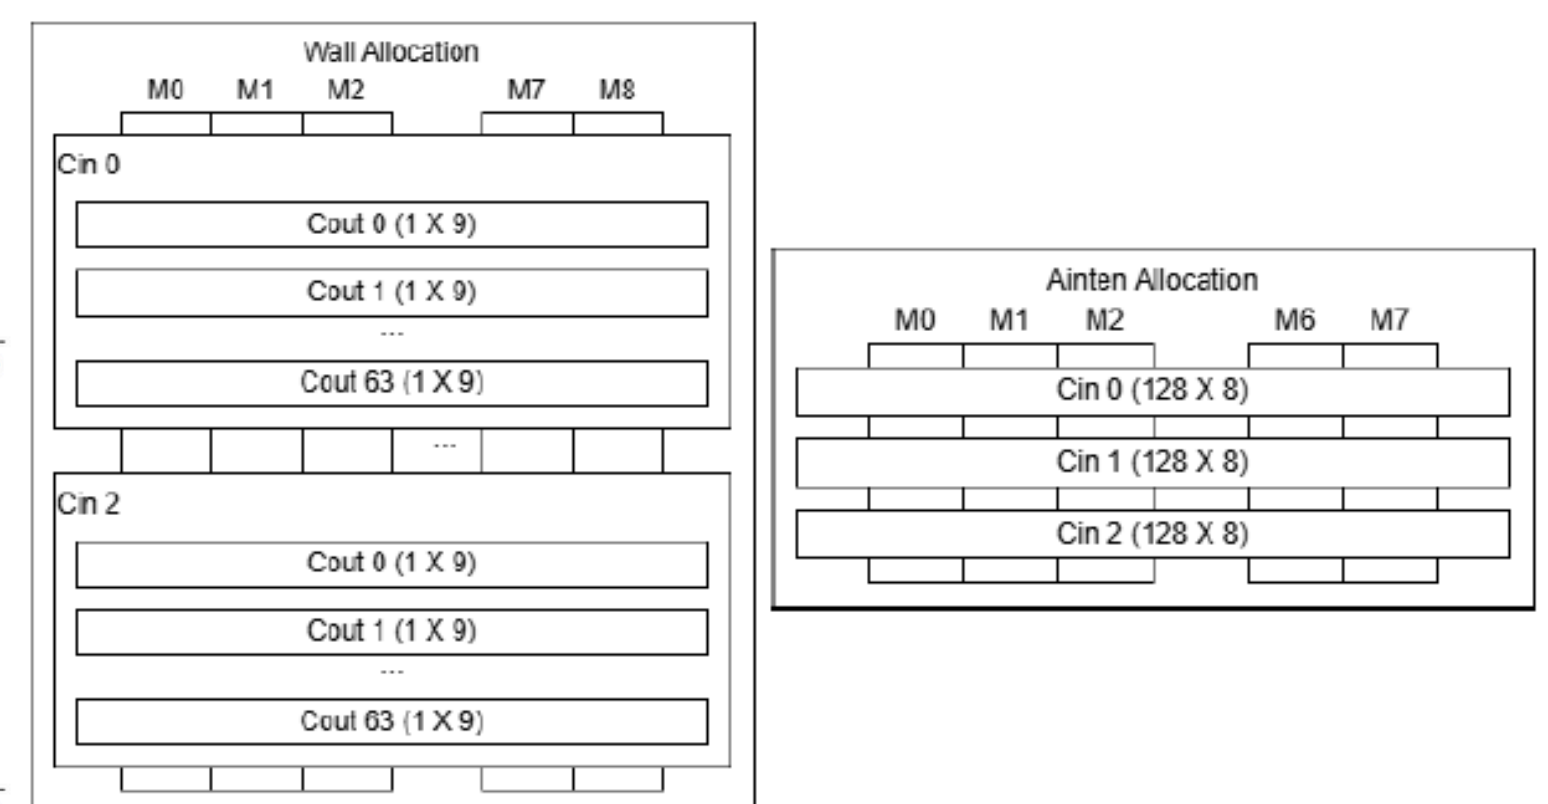 Wall Allocation
M0 M1 M2 M7 M8
Cin 0
Cout 0 (1 X 9)
Cout 1 (1 X 9)
...
Cout 63 (1 X 9)
...
Cin 2
Cout 0 (1 X 9)
Cout 1 (1 X 9)
...
Cout 63 (1 X 9)
Ainten Allocation
M0 M1 M2 M6 M7
Cin 0 (128 X 8)
Cin 1 (128 X 8)
Cin 2 (128 X 8)